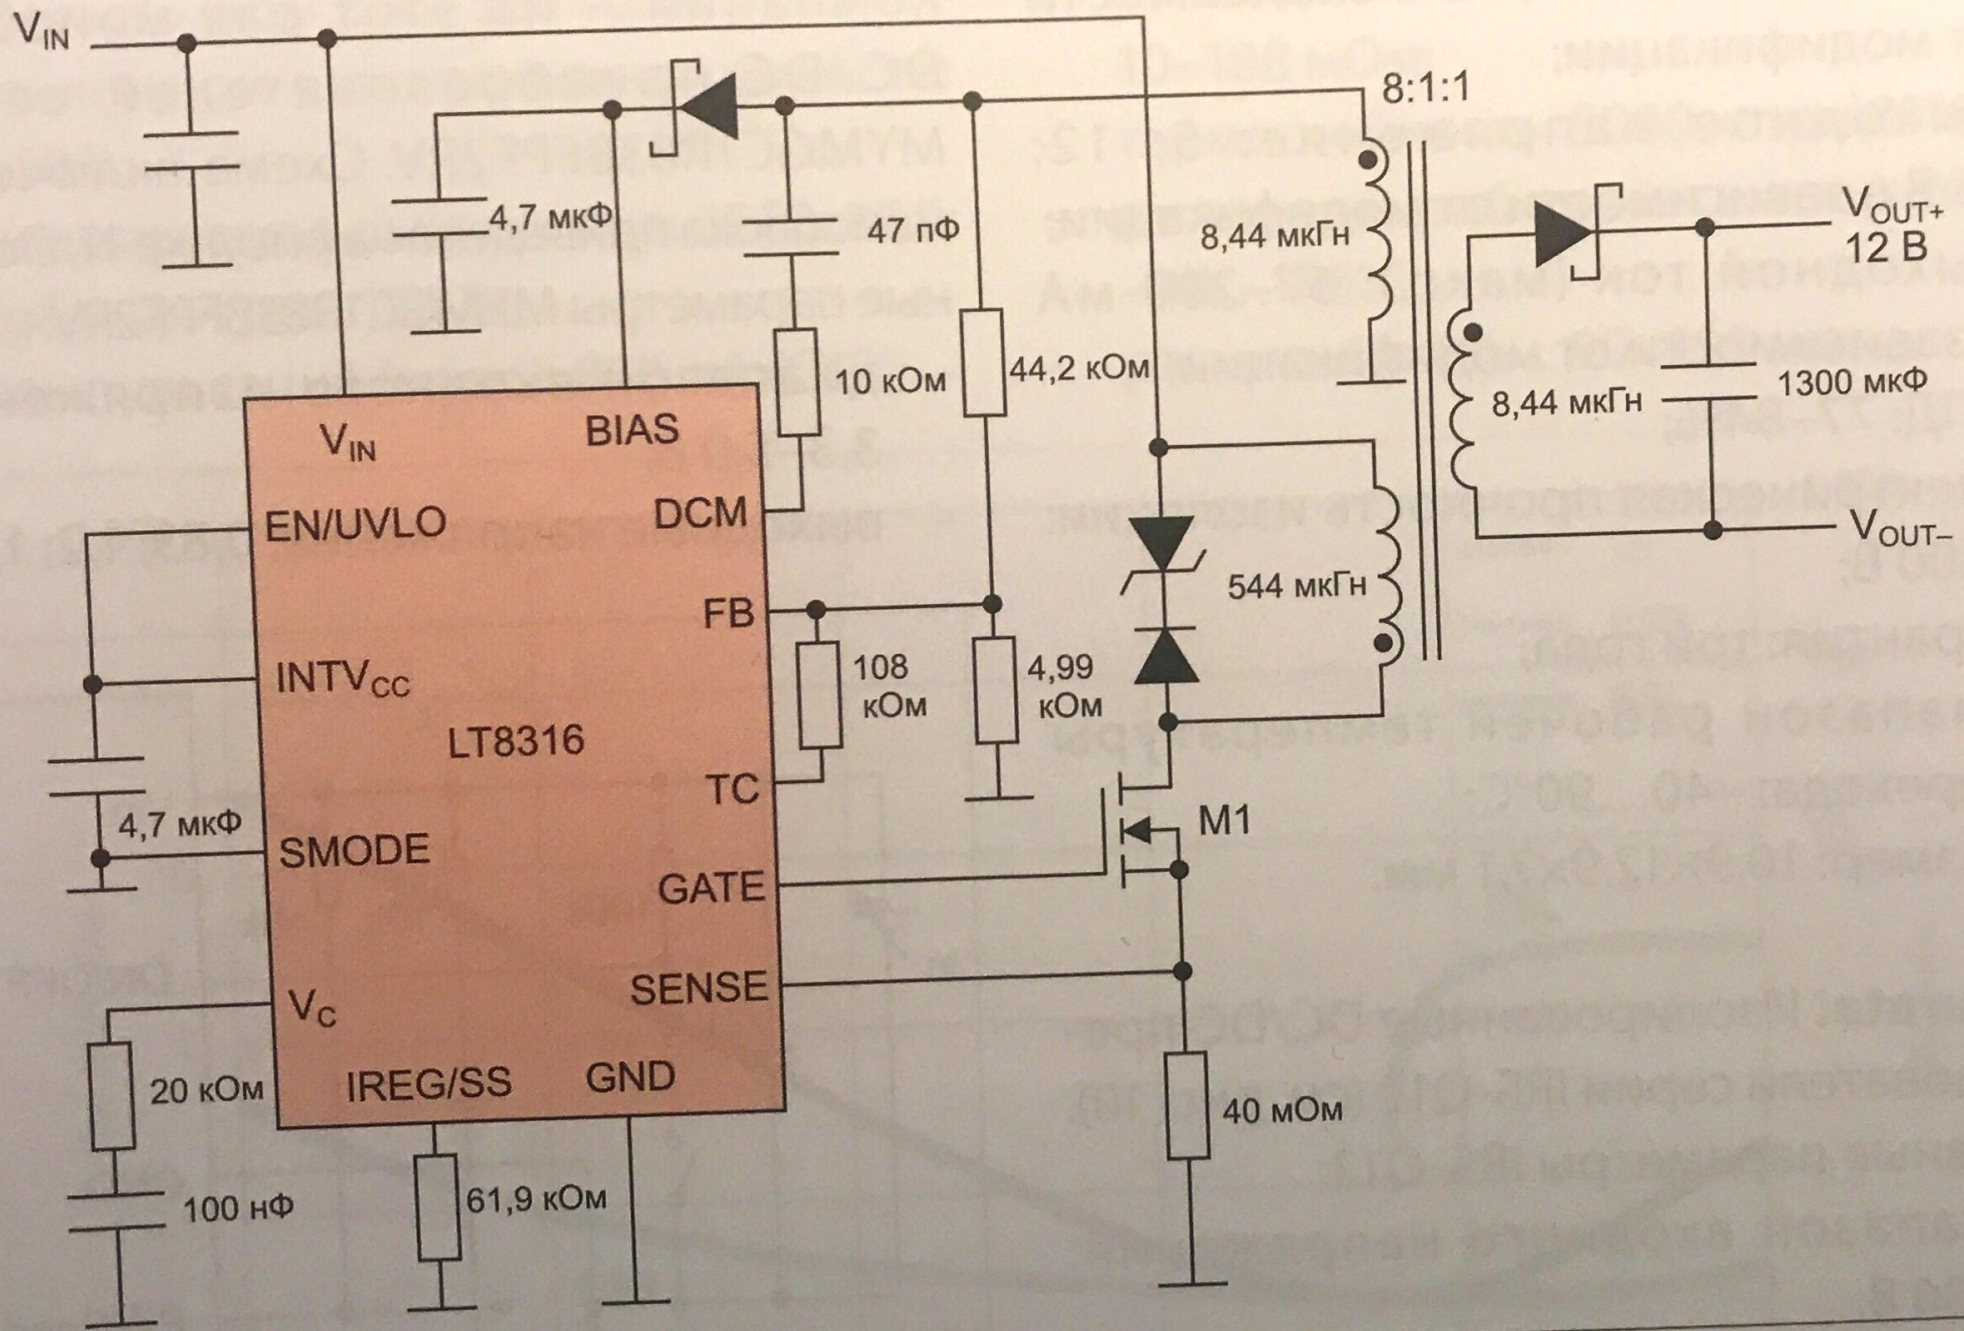 V_IN
8:1:1
4,7 мкФ
47 пФ
8,44 мкГн
V_OUT+
12 В
10 кОм
44,2 кОм
8,44 мкГн
1300 мкФ
V_IN
BIAS
EN/UVLO
DCM
V_OUT–
FB
544 мкГн
INTV_CC
108
кОм
4,99
кОм
LT8316
TC
4,7 мкФ
SMODE
M1
GATE
SENSE
V_C
20 кОм
IREG/SS
GND
40 мОм
100 нФ
61,9 кОм